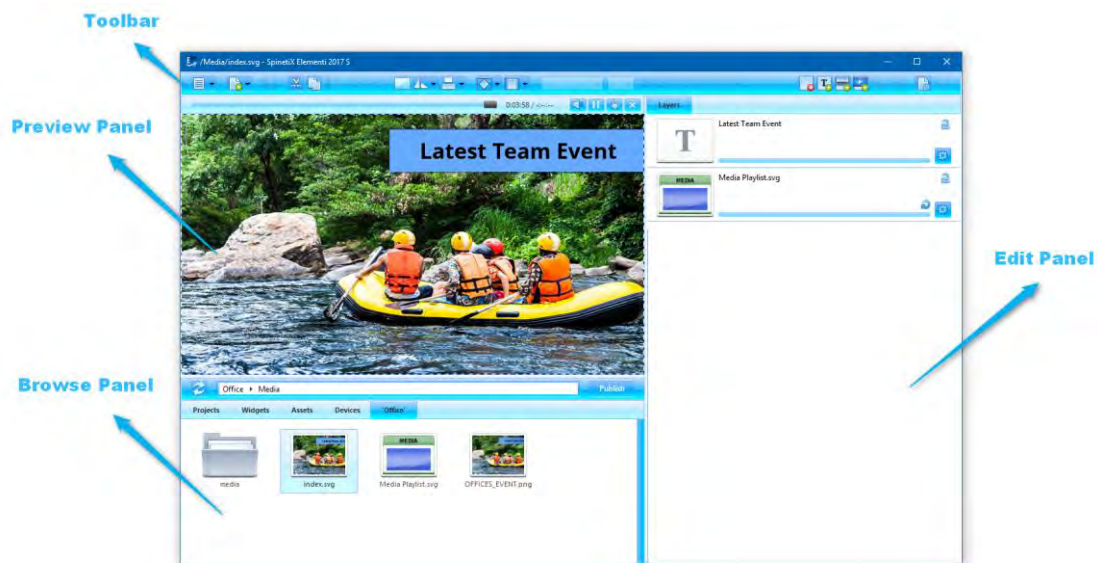 Toolbar
/Media/index.svg - SpinetiX Elementi 2017 S
Preview Panel
0:03:58 / --:--:--
Layers
Latest Team Event
T
Latest Team Event
MEDIA
Media Playlist.svg
Edit Panel
Browse Panel
Office Media
Publish
Projects Widgets Assets Devices Office
MEDIA
media index.svg Media Playlist.svg OFFICES_EVENT.png